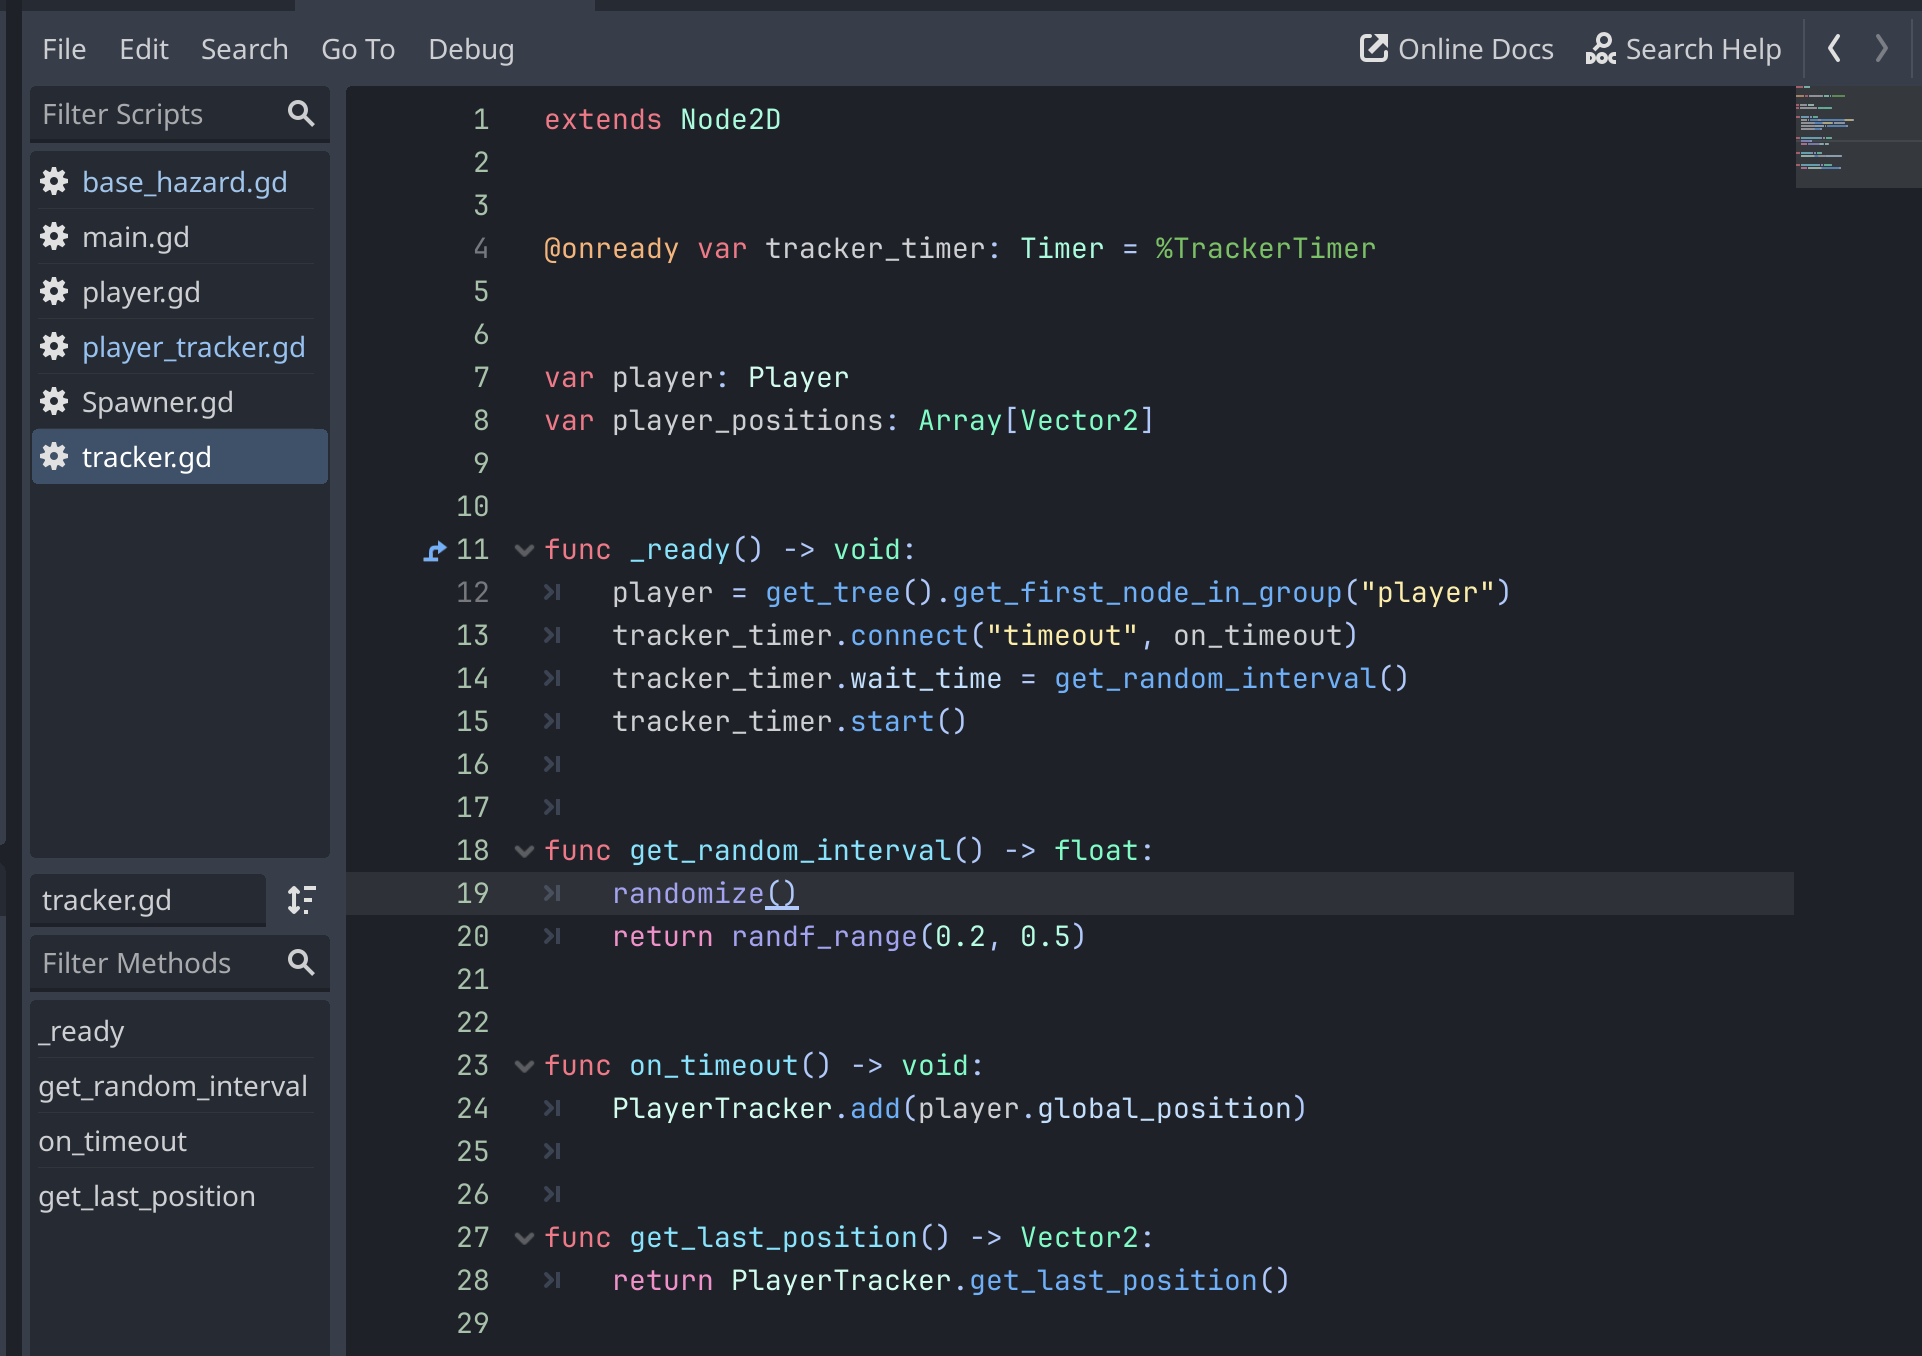 File Edit Search Go To Debug Online Docs DOC Search Help
Filter Scripts
base_hazard.gd
main.gd
player.gd
player_tracker.gd
Spawner.gd
tracker.gd
tracker.gd
Filter Methods
_ready
get_random_interval
on_timeout
get_last_position
1 extends Node2D
2
3
4 @onready var tracker_timer: Timer = %TrackerTimer
5
6
7 var player: Player
8 var player_positions: Array[Vector2]
9
10
11 func _ready() -> void:
12 player = get_tree().get_first_node_in_group("player")
13 tracker_timer.connect("timeout", on_timeout)
14 tracker_timer.wait_time = get_random_interval()
15 tracker_timer.start()
16
17
18 func get_random_interval() -> float:
19 randomize()
20 return randf_range(0.2, 0.5)
21
22
23 func on_timeout() -> void:
24 PlayerTracker.add(player.global_position)
25
26
27 func get_last_position() -> Vector2:
28 return PlayerTracker.get_last_position()
29